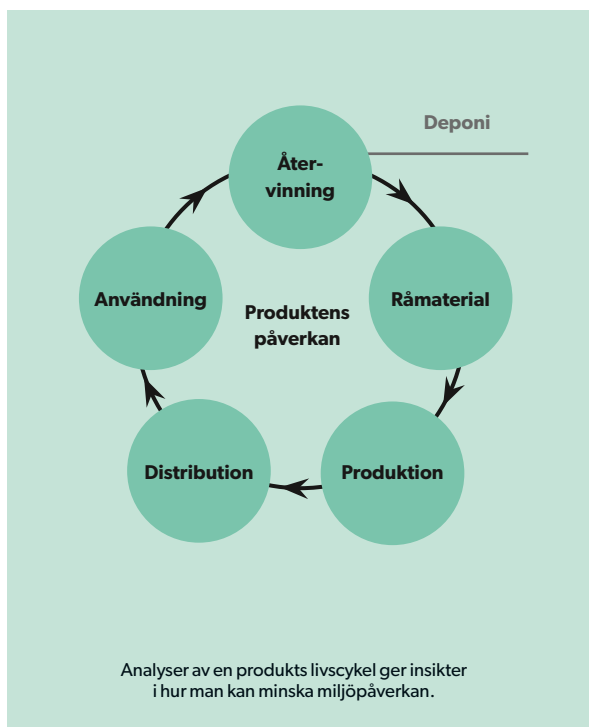 Deponi
Åter-
vinning
Användning
Råmaterial
Produktens
påverkan
Distribution
Produktion
Analyser av en produkts livscykel ger insikter
i hur man kan minska miljöpåverkan.